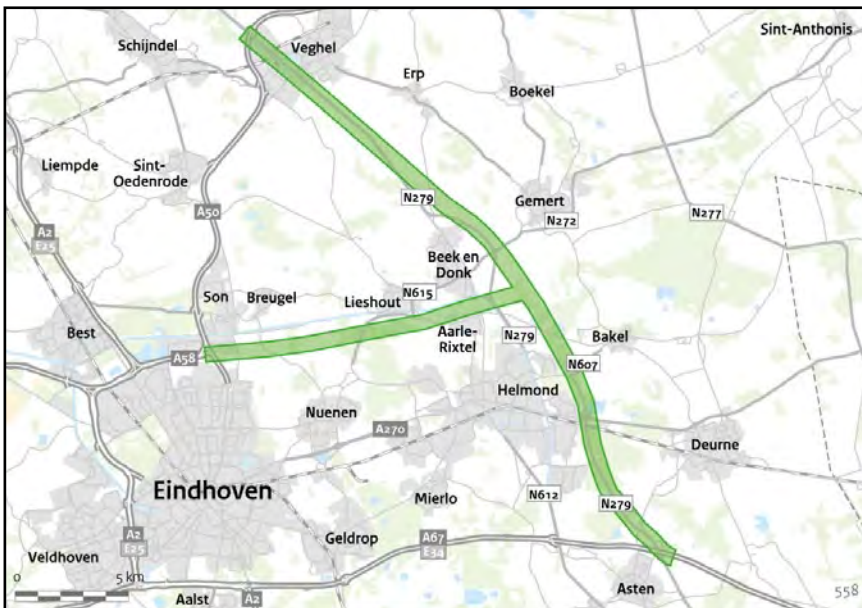 Schijndel
Veghel
Sint-Anthonis
Erp
Boekel
Liempde
Sint-
Oedenrode
A50
N279
Gemert
N272
N277
A2
E25
Beek en
Donk
Son
Breugel
Lieshout
N615
Best
A58
Aarle-
Rixtel
N279
Bakel
N607
Helmond
Nuenen
A270
Deurne
Eindhoven
Mierlo
N612
N279
A2
E25
Geldrop
A67
E34
Veldhoven
0
5 km
Aalst
A2
Asten
558